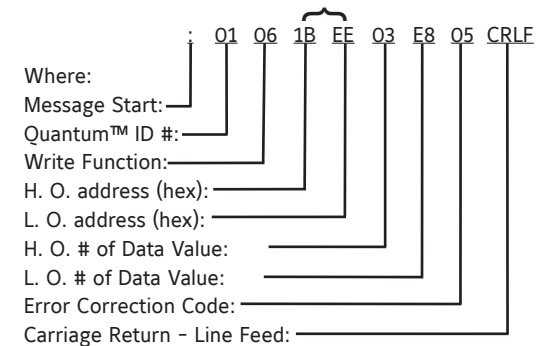 : 01 06 1B EE 03 E8 05 CRLF
Where:
Message Start:
Quantum™ ID #:
Write Function:
H. O. address (hex):
L. O. address (hex):
H. O. # of Data Value:
L. O. # of Data Value:
Error Correction Code:
Carriage Return - Line Feed: